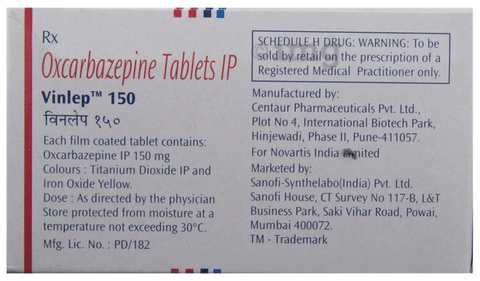 Rx
Oxcarbazepine Tablets IP
Vinlep™ 150
विनलेप १५०
Each film coated tablet contains:
Oxcarbazepine IP 150 mg
Colours : Titanium Dioxide IP and
Iron Oxide Yellow.
Dose : As directed by the physician
Store protected from moisture at a
temperature not exceeding 30°C.
Mfg. Lic. No. : PD/182
SCHEDULE H DRUG: WARNING: To be
sold by retail on the prescription of a
Registered Medical Practitioner only.
Manufactured by:
Centaur Pharmaceuticals Pvt. Ltd.,
Plot No 4, International Biotech Park,
Hinjewadi, Phase II, Pune-411057.
For Novartis India
Marketed by:
Sanofi-Synthelabo(India) Pvt. Ltd.
Sanofi House, CT Survey No 117-B, L&T
Business Park, Saki Vihar Road, Powai,
Mumbai 400072.
TM - Trademark